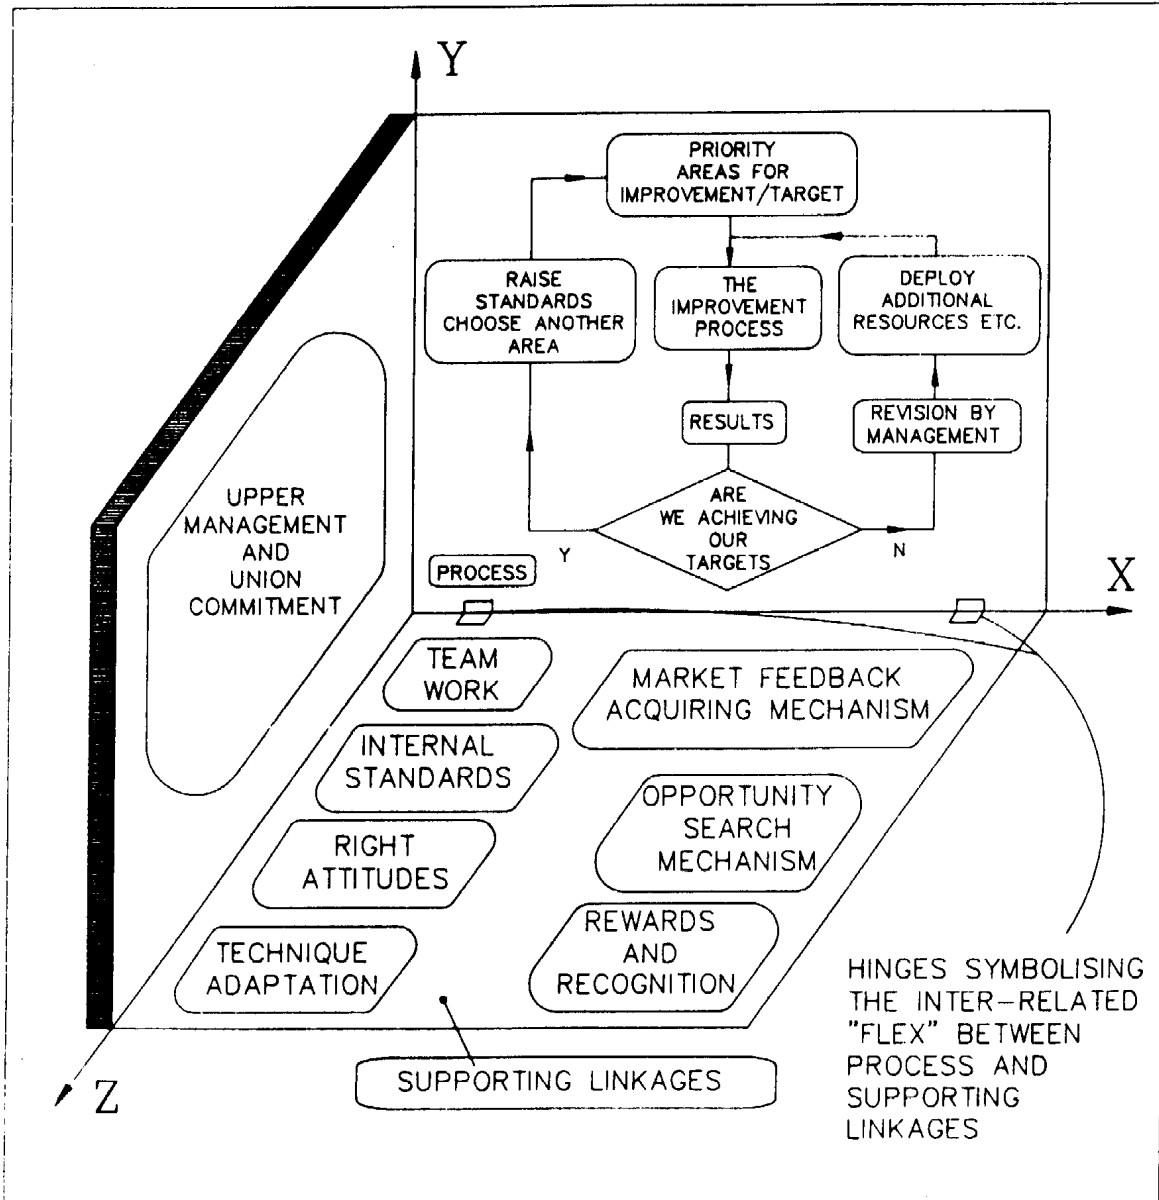 Y
PRIORITY
AREAS FOR
IMPROVEMENT/TARGET
RAISE
STANDARDS
CHOOSE ANOTHER
AREA
THE
IMPROVEMENT
PROCESS
DEPLOY
ADDITIONAL
RESOURCES ETC.
RESULTS
REVISION BY
MANAGEMENT
ARE
WE ACHIEVING
OUR
TARGETS
Y
N
PROCESS
X
UPPER
MANAGEMENT
AND
UNION
COMMITMENT
TEAM
WORK
MARKET FEEDBACK
ACQUIRING MECHANISM
INTERNAL
STANDARDS
OPPORTUNITY
SEARCH
MECHANISM
RIGHT
ATTITUDES
REWARDS
AND
RECOGNITION
TECHNIQUE
ADAPTATION
SUPPORTING LINKAGES
Z
HINGES SYMBOLISING
THE INTER-RELATED
"FLEX" BETWEEN
PROCESS AND
SUPPORTING
LINKAGES